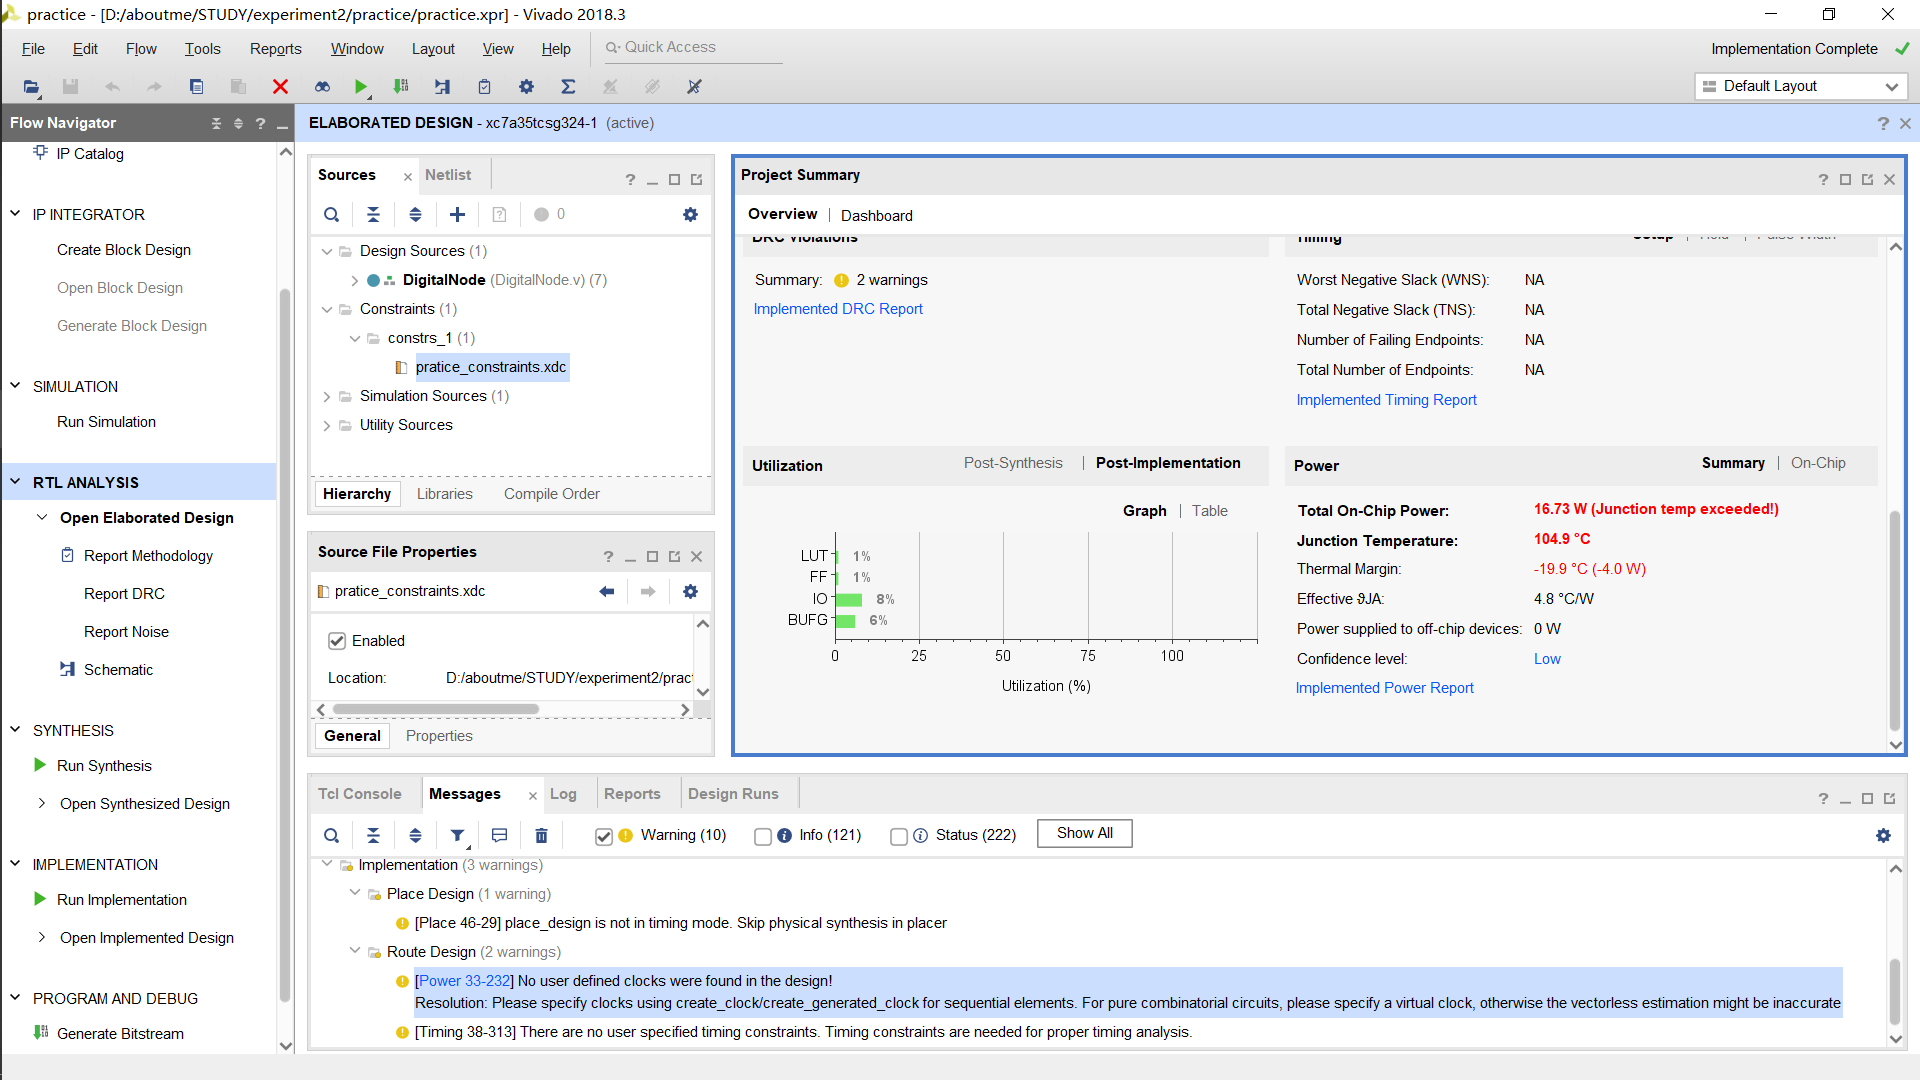 practice - [D:/aboutme/STUDY/experiment2/practice/practice.xpr] - Vivado 2018.3
File Edit Flow Tools Reports Window Layout View Help Quick Access
Implementation Complete
Default Layout
Flow Navigator
IP Catalog
IP INTEGRATOR
Create Block Design
Open Block Design
Generate Block Design
SIMULATION
Run Simulation
RTL ANALYSIS
Open Elaborated Design
Report Methodology
Report DRC
Report Noise
Schematic
SYNTHESIS
Run Synthesis
Open Synthesized Design
IMPLEMENTATION
Run Implementation
Open Implemented Design
PROGRAM AND DEBUG
Generate Bitstream
ELABORATED DESIGN - xc7a35tcsg324-1 (active)
Sources Netlist
0
Design Sources (1)
DigitalNode (DigitalNode.v) (7)
Constraints (1)
constrs_1 (1)
pratice_constraints.xdc
Simulation Sources (1)
Utility Sources
Hierarchy Libraries Compile Order
Source File Properties
pratice_constraints.xdc
Enabled
Location: D:/aboutme/STUDY/experiment2/pract
General Properties
Project Summary
Overview | Dashboard
DRC Violations
Summary: 2 warnings
Implemented DRC Report
Timing Setup | Hold | Pulse Width
Worst Negative Slack (WNS): NA
Total Negative Slack (TNS): NA
Number of Failing Endpoints: NA
Total Number of Endpoints: NA
Implemented Timing Report
Utilization Post-Synthesis | Post-Implementation
Graph | Table
LUT 1%
FF 1%
IO 8%
BUFG 6%
0 25 50 75 100
Utilization (%)
Power Summary | On-Chip
Total On-Chip Power: 16.73 W (Junction temp exceeded!)
Junction Temperature: 104.9 °C
Thermal Margin: -19.9 °C (-4.0 W)
Effective ϑJA: 4.8 °C/W
Power supplied to off-chip devices: 0 W
Confidence level: Low
Implemented Power Report
Tcl Console Messages Log Reports Design Runs
Warning (10) Info (121) Status (222) Show All
Implementation (3 warnings)
Place Design (1 warning)
[Place 46-29] place_design is not in timing mode. Skip physical synthesis in placer
Route Design (2 warnings)
[Power 33-232] No user defined clocks were found in the design!
Resolution: Please specify clocks using create_clock/create_generated_clock for sequential elements. For pure combinatorial circuits, please specify a virtual clock, otherwise the vectorless estimation might be inaccurate
[Timing 38-313] There are no user specified timing constraints. Timing constraints are needed for proper timing analysis.